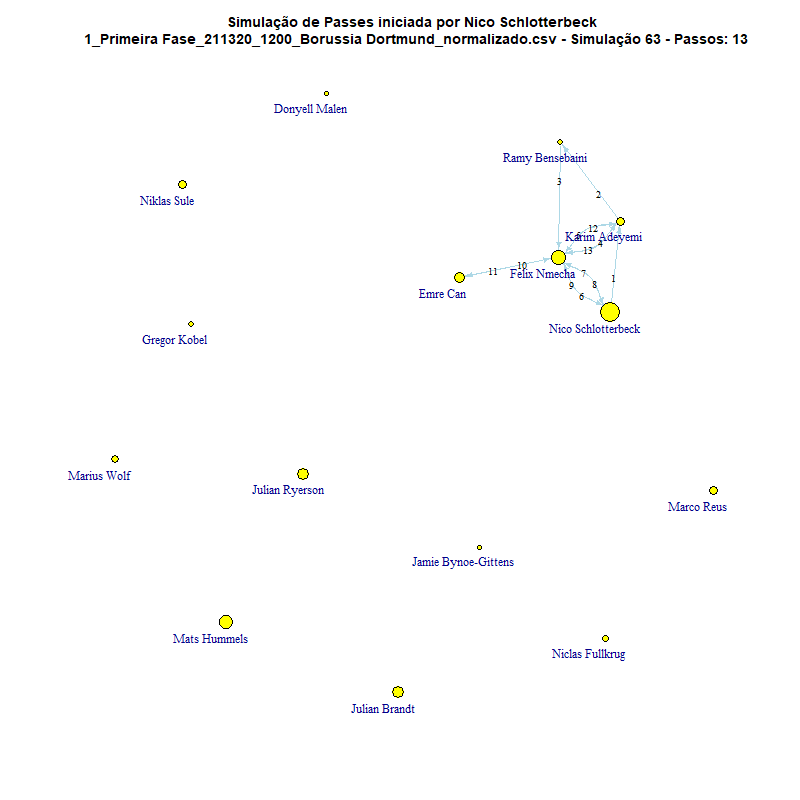 Simulação de Passes iniciada por Nico Schlotterbeck
1_Primeira Fase_211320_1200_Borussia Dortmund_normalizado.csv - Simulação 63 - Passos: 13
Donyell Malen
Ramy Bensebaini
3
Niklas Sule
2
12
Karim Adeyemi
4
13
10
11
Felix Nmecha
7
1
8
9
Emre Can
6
Nico Schlotterbeck
Gregor Kobel
Marius Wolf
Julian Ryerson
Marco Reus
Jamie Bynoe-Gittens
Mats Hummels
Niclas Fullkrug
Julian Brandt